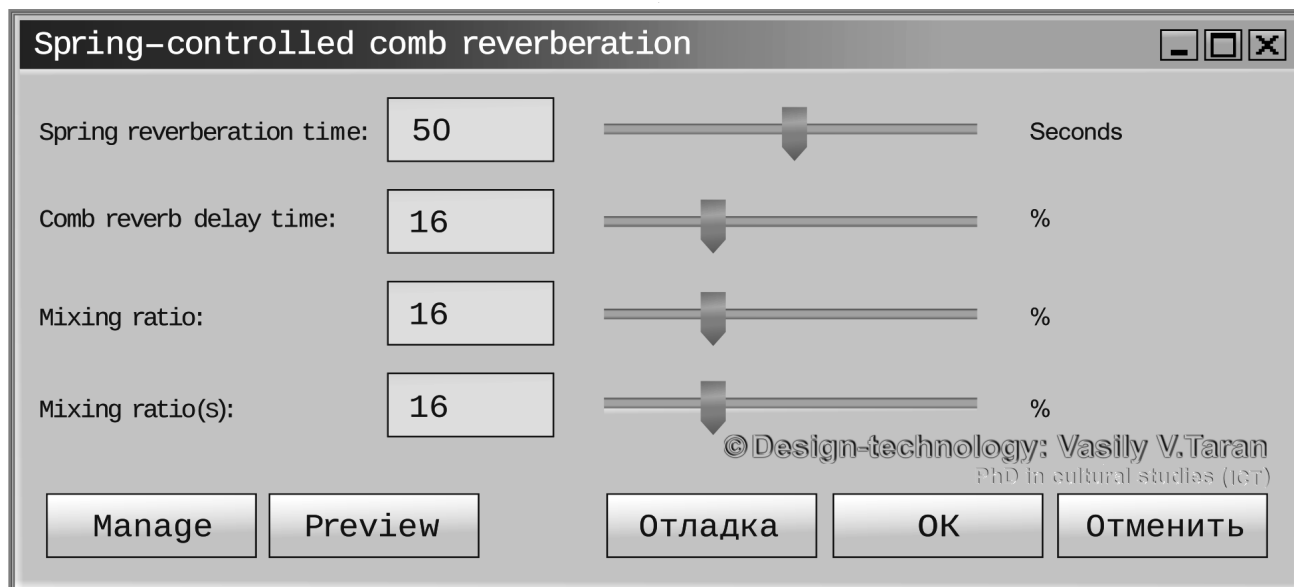 Spring-controlled comb reverberation
Spring reverberation time: 50 Seconds
Comb reverb delay time: 16 %
Mixing ratio: 16 %
Mixing ratio(s): 16 %
©Design-technology: Vasily V.Taran
PhD in cultural studies (ICT)
Manage Preview Отладка OK Отменить